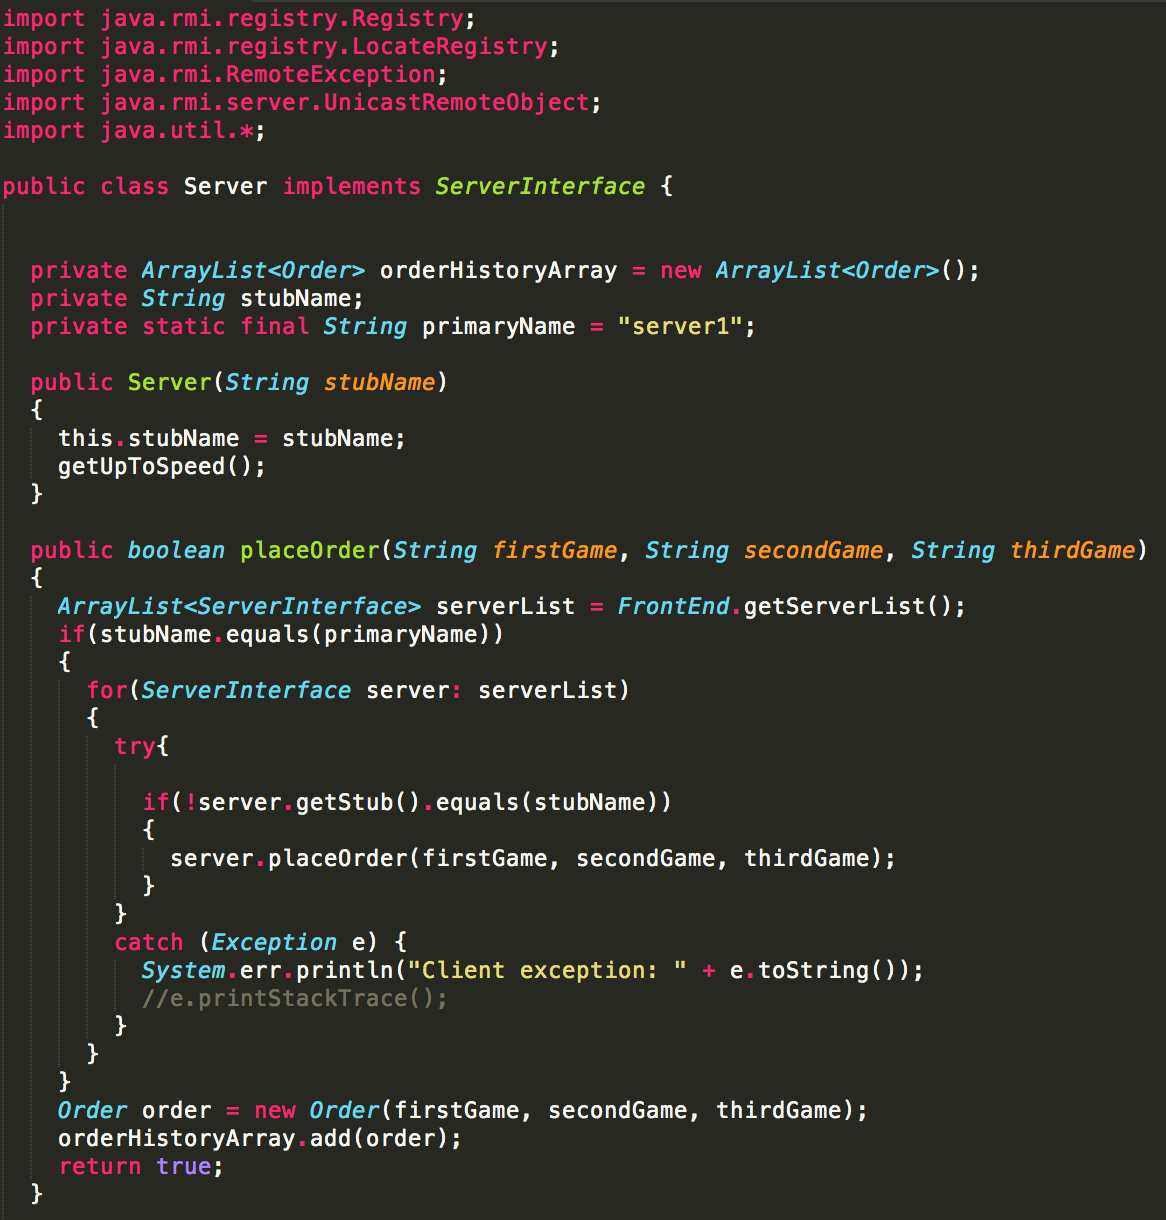 import java.rmi.registry.Registry;
import java.rmi.registry.LocateRegistry;
import java.rmi.RemoteException;
import java.rmi.server.UnicastRemoteObject;
import java.util.*;

public class Server implements ServerInterface {


  private ArrayList<Order> orderHistoryArray = new ArrayList<Order>();
  private String stubName;
  private static final String primaryName = "server1";

  public Server(String stubName)
  {
    this.stubName = stubName;
    getUpToSpeed();
  }

  public boolean placeOrder(String firstGame, String secondGame, String thirdGame)
  {
    ArrayList<ServerInterface> serverList = FrontEnd.getServerList();
    if(stubName.equals(primaryName))
    {
      for(ServerInterface server: serverList)
      {
        try{

          if(!server.getStub().equals(stubName))
          {
            server.placeOrder(firstGame, secondGame, thirdGame);
          }
        }
        catch (Exception e) {
          System.err.println("Client exception: " + e.toString());
          //e.printStackTrace();
        }
      }
    }
    Order order = new Order(firstGame, secondGame, thirdGame);
    orderHistoryArray.add(order);
    return true;
  }